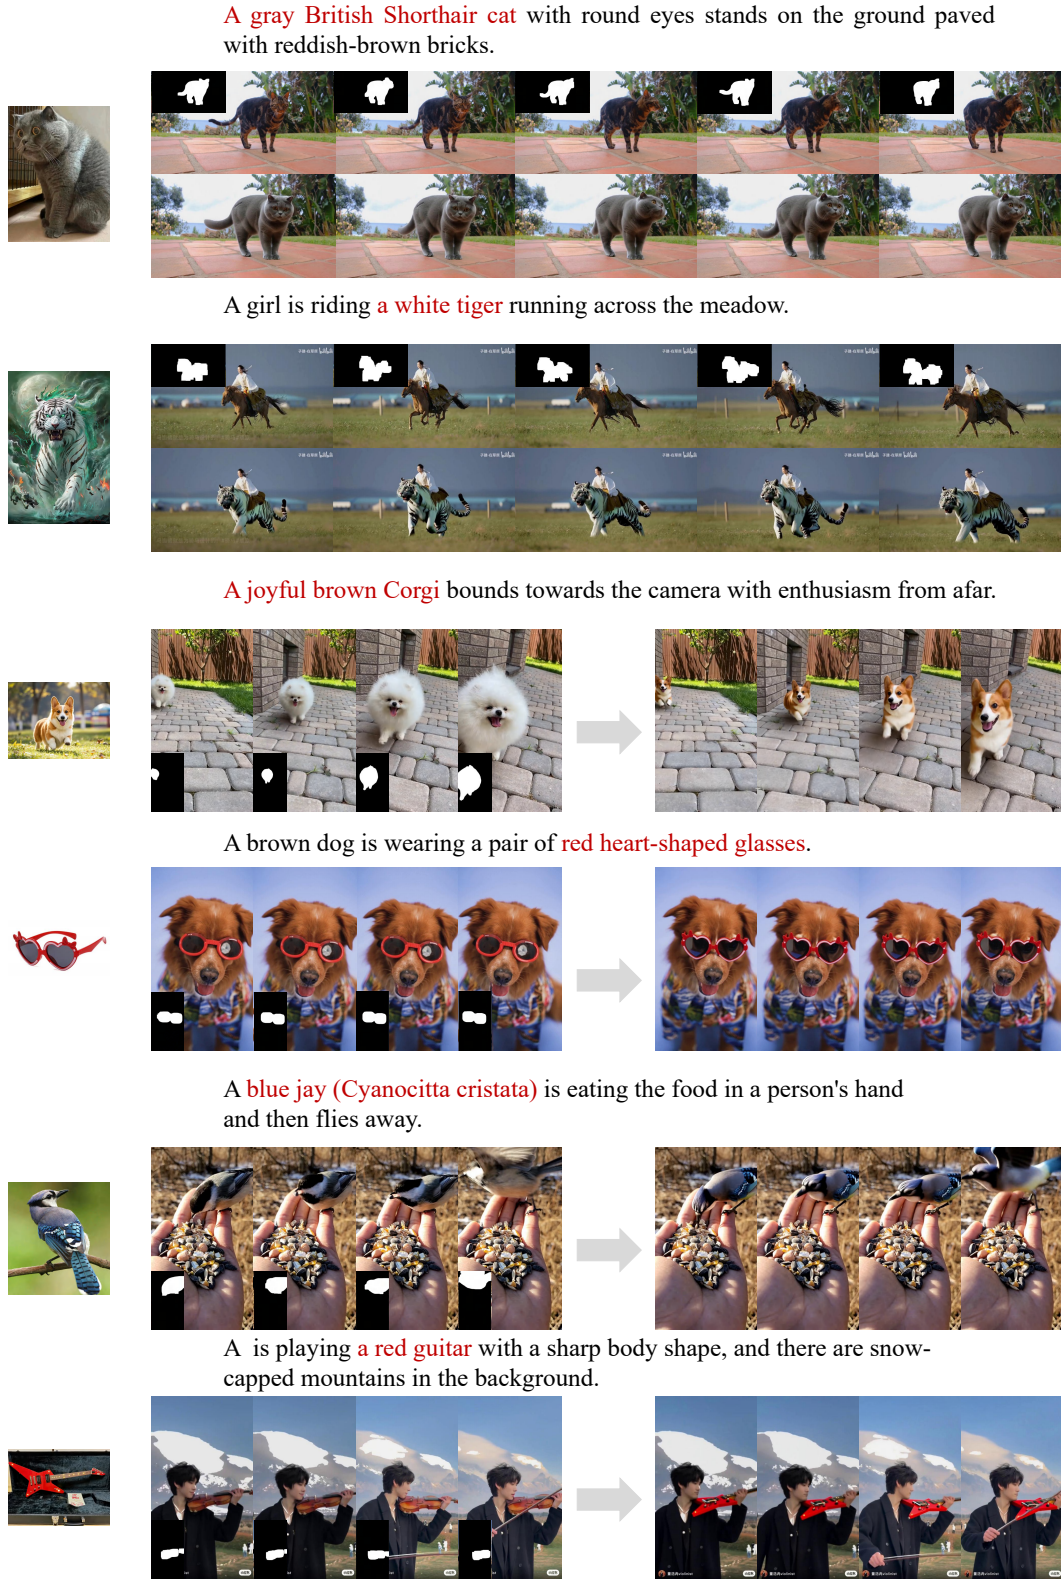 A gray British Shorthair cat with round eyes stands on the ground paved
with reddish-brown bricks.
A girl is riding a white tiger running across the meadow.
A joyful brown Corgi bounds towards the camera with enthusiasm from afar.
A brown dog is wearing a pair of red heart-shaped glasses.
A blue jay (Cyanocitta cristata) is eating the food in a person's hand
and then flies away.
A is playing a red guitar with a sharp body shape, and there are snow-
capped mountains in the background.